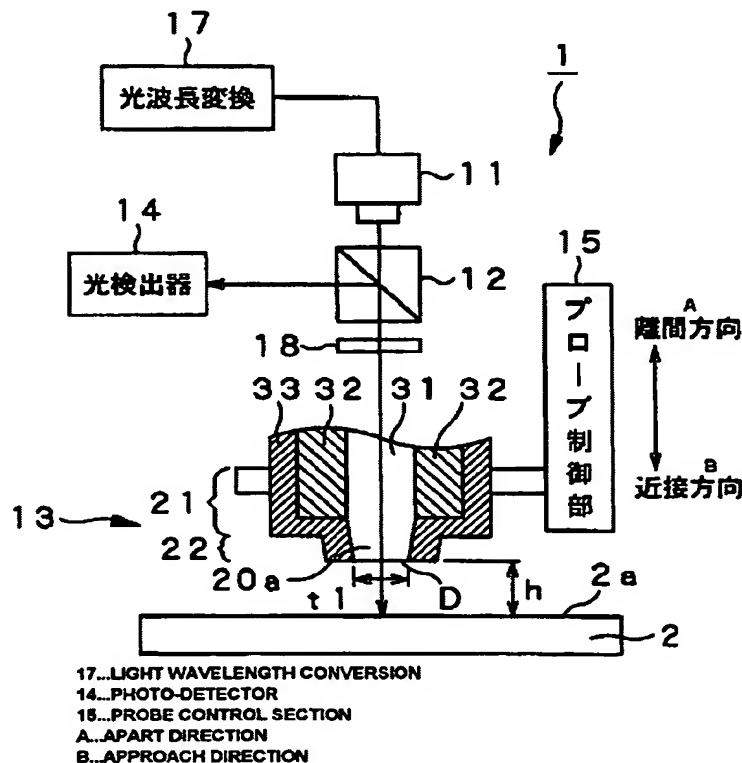 17
光波長変換
1
11
14
光検出器
12
15
プローブ制御部
A
離間方向
18
33 32 31 32
B
近接方向
21
13
22
20a
t1 D h 2a
2
17...LIGHT WAVELENGTH CONVERSION
14...PHOTO-DETECTOR
15...PROBE CONTROL SECTION
A...APART DIRECTION
B...APPROACH DIRECTION